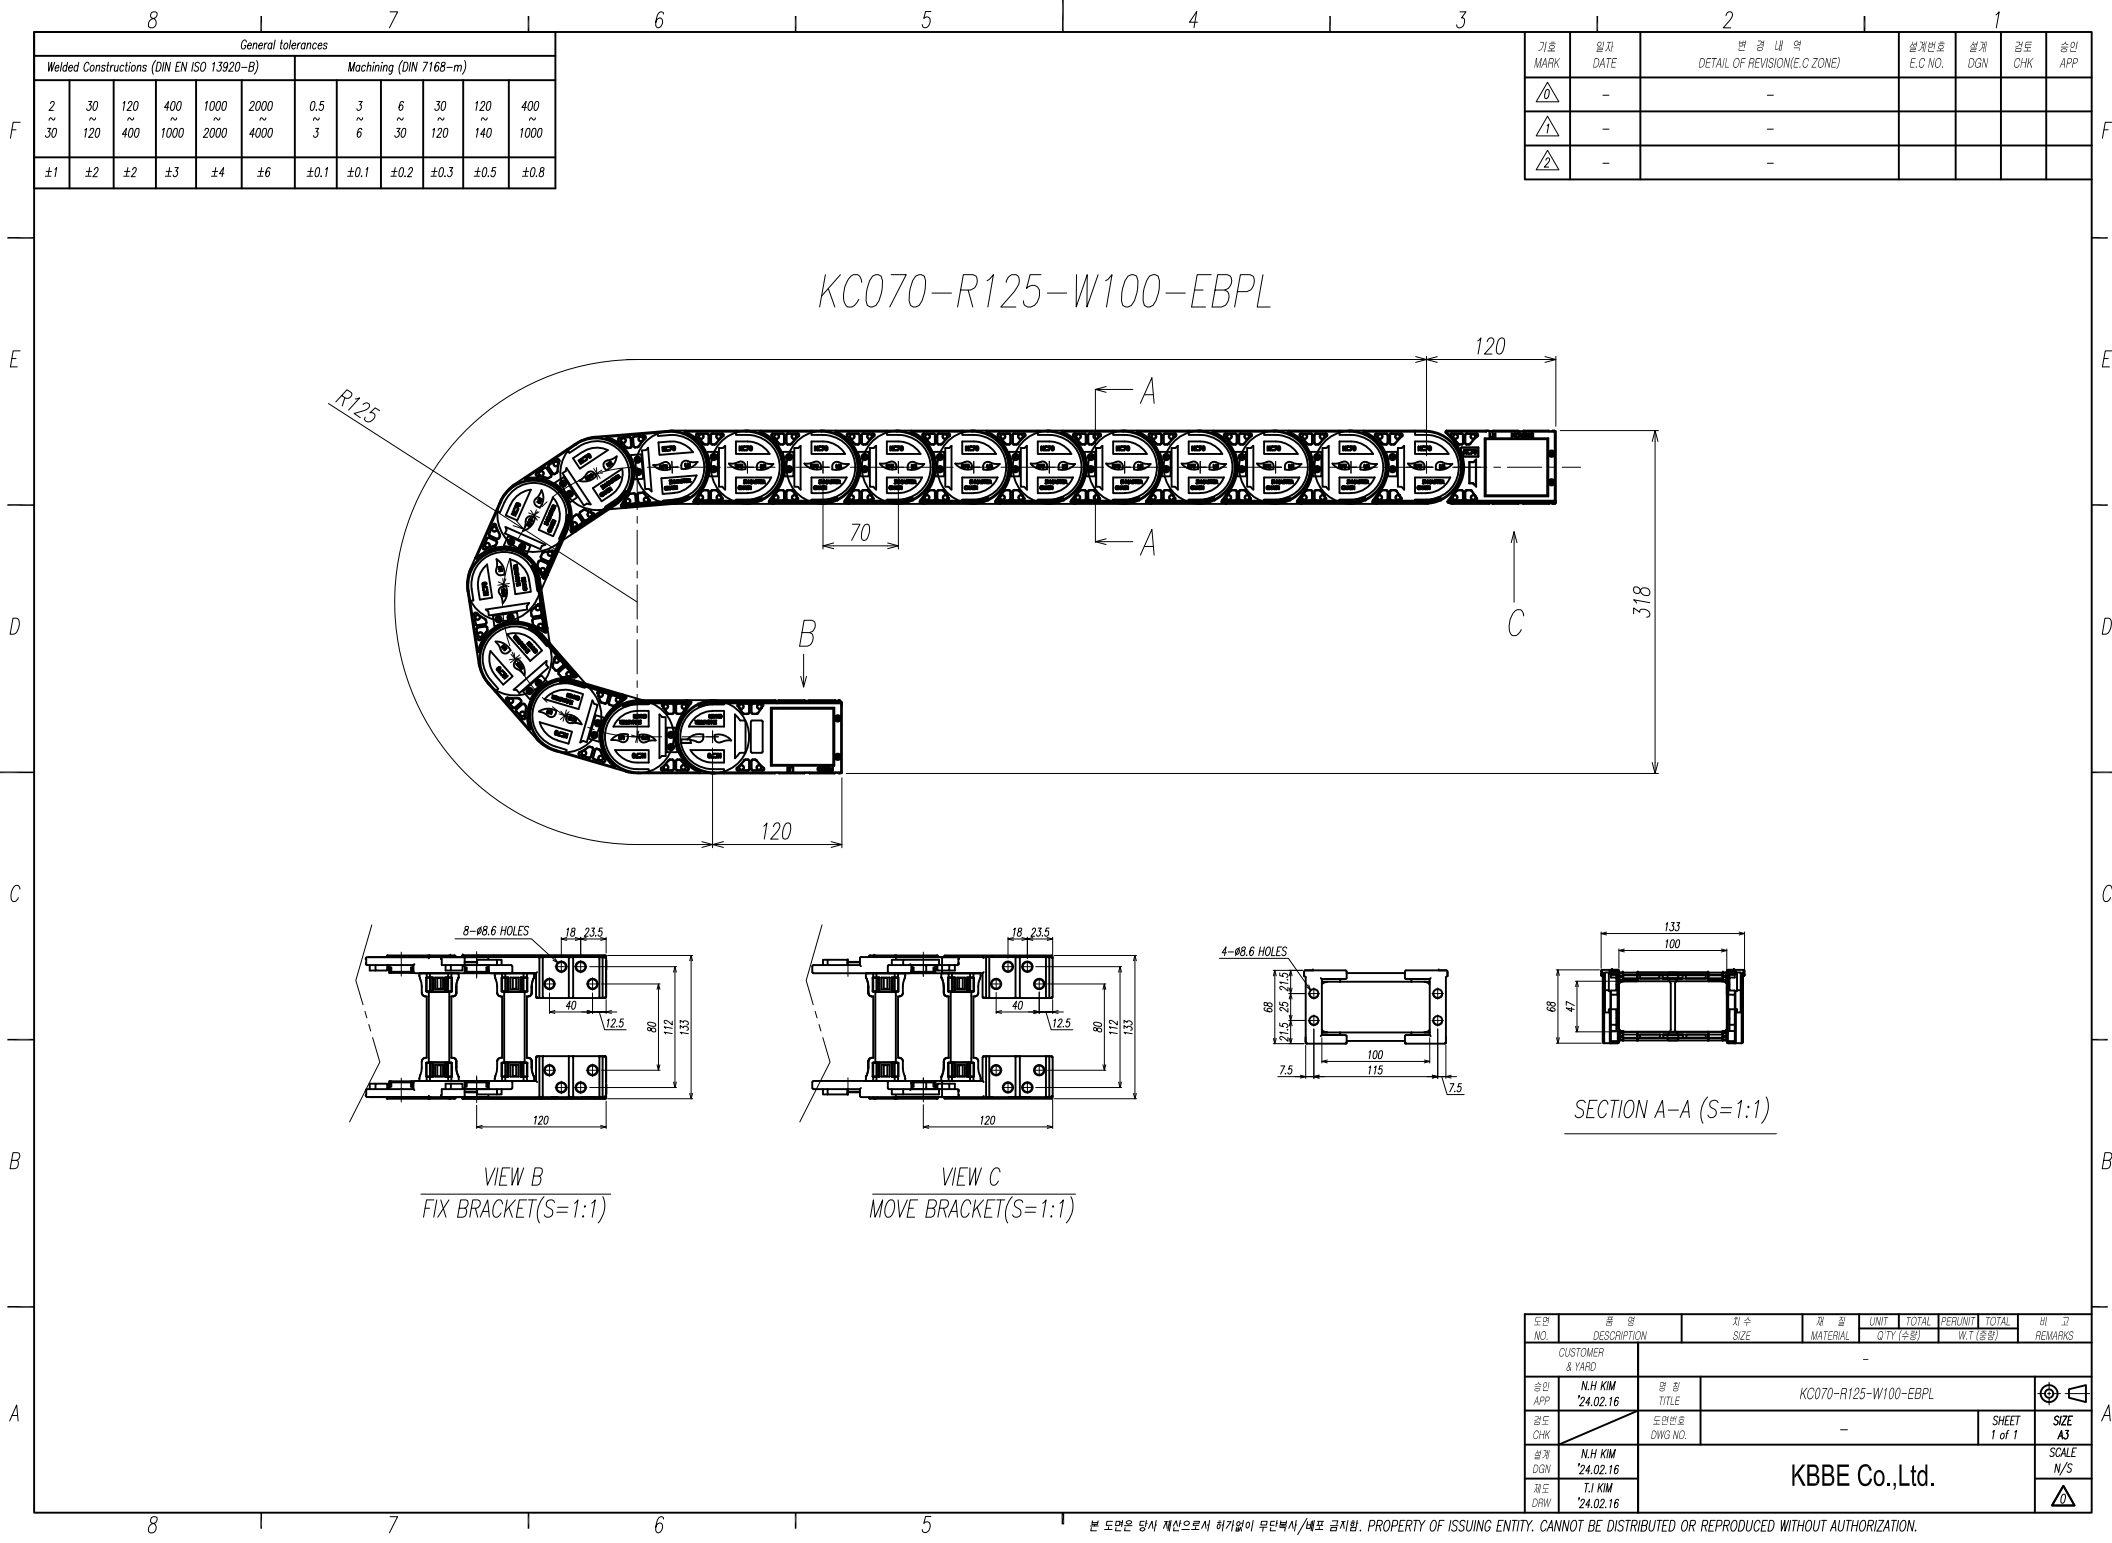 8 7 6 5 4 3 2 1
General tolerances
Welded Constructions (DIN EN ISO 13920-B) Machining (DIN 7168-m)
2 30 120 400 1000 2000 0.5 3 6 30 120 400
~ ~ ~ ~ ~ ~ ~ ~ ~ ~ ~ ~
30 120 400 1000 2000 4000 3 6 30 120 140 1000
±1 ±2 ±2 ±3 ±4 ±6 ±0.1 ±0.1 ±0.2 ±0.3 ±0.5 ±0.8
기호 일자 변 경 내 역 설계번호 설계 검토 승인
MARK DATE DETAIL OF REVISION(E.C ZONE) E.C NO. DGN CHK APP
0 - -
1 - -
2 - -
F F
E E
D D
C C
B B
A A
KC070-R125-W100-EBPL
120
R125
A
A
70
318
B
C
120
8-ø8.6 HOLES
18 23.5
40
12.5
80
112
133
120
VIEW B
FIX BRACKET(S=1:1)
18 23.5
40
12.5
80
112
133
120
VIEW C
MOVE BRACKET(S=1:1)
4-ø8.6 HOLES
68
21.5
25
21.5
100
7.5 115
7.5
133
100
68
47
SECTION A-A (S=1:1)
도면 품 명 치 수 재 질 UNIT TOTAL PERUNIT TOTAL 비 고
NO. DESCRIPTION SIZE MATERIAL Q'TY (수량) W.T (중량) REMARKS
CUSTOMER
& YARD
-
승인 N.H KIM 명 칭
APP '24.02.16 TITLE
KC070-R125-W100-EBPL
검도 도면번호 SHEET SIZE
CHK DWG NO. - 1 of 1 A3
설계 N.H KIM SCALE
DGN '24.02.16 N/S
KBBE Co.,Ltd.
제도 T.I KIM
DRW '24.02.16 0
8 7 6 5
본 도면은 당사 재산으로서 허가없이 무단복사/배포 금지함. PROPERTY OF ISSUING ENTITY. CANNOT BE DISTRIBUTED OR REPRODUCED WITHOUT AUTHORIZATION.